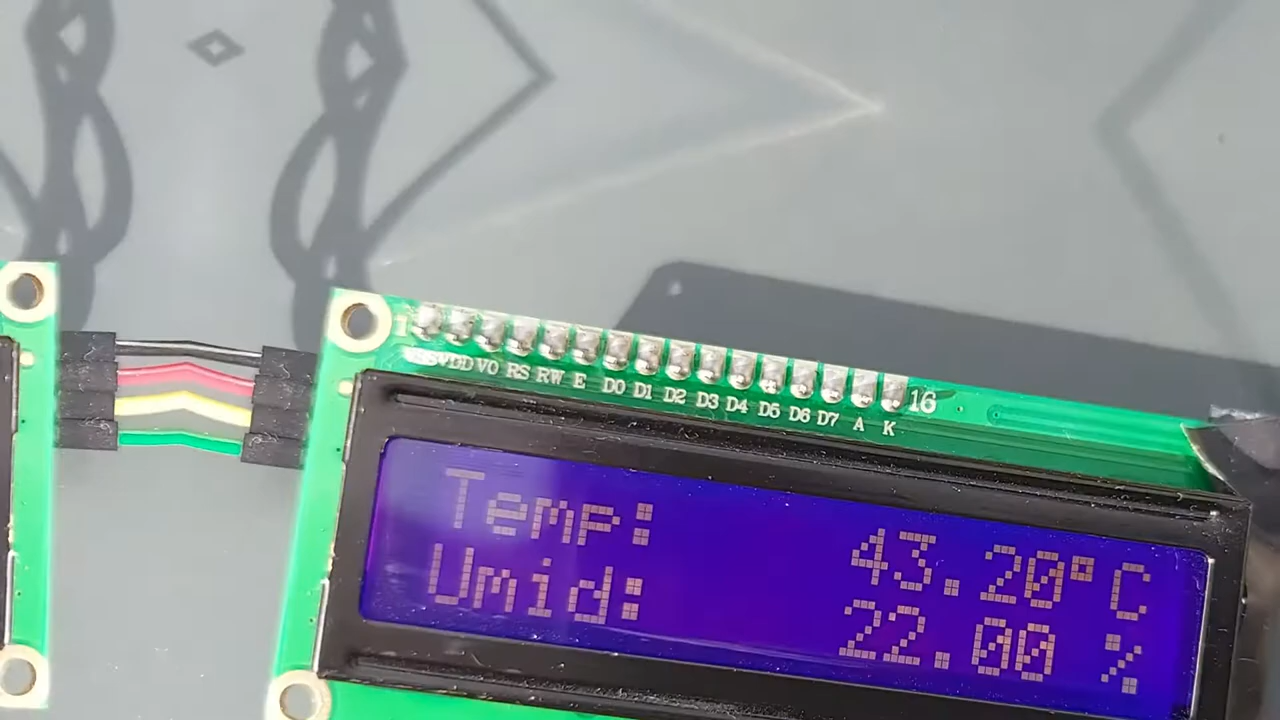 1 VSS VDD V0 RS RW E D0 D1 D2 D3 D4 D5 D6 D7 A K 16
Temp: 43.20°C
Umid: 22.00 %